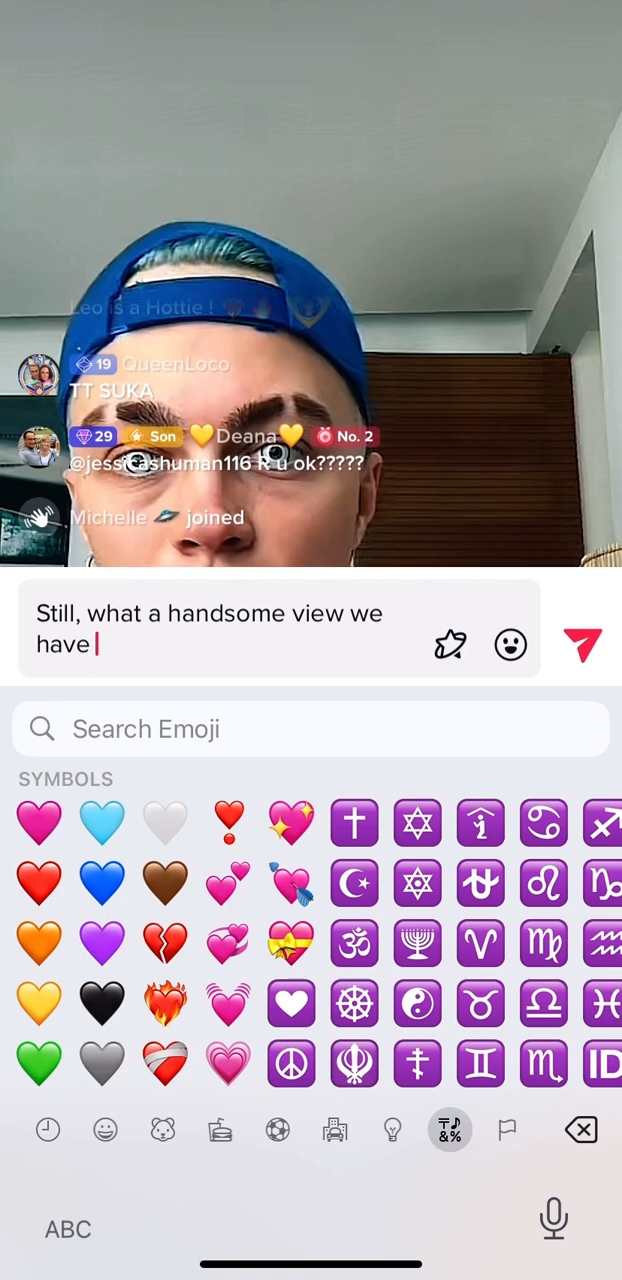 Leo is a Hottie !
19 QueenLoco
TT SUKA
29 Son 💛Deana💛 No. 2
@jessicashuman116 R u ok?????
Michelle 🛸 joined
Still, what a handsome view we
have
Search Emoji
SYMBOLS
ABC